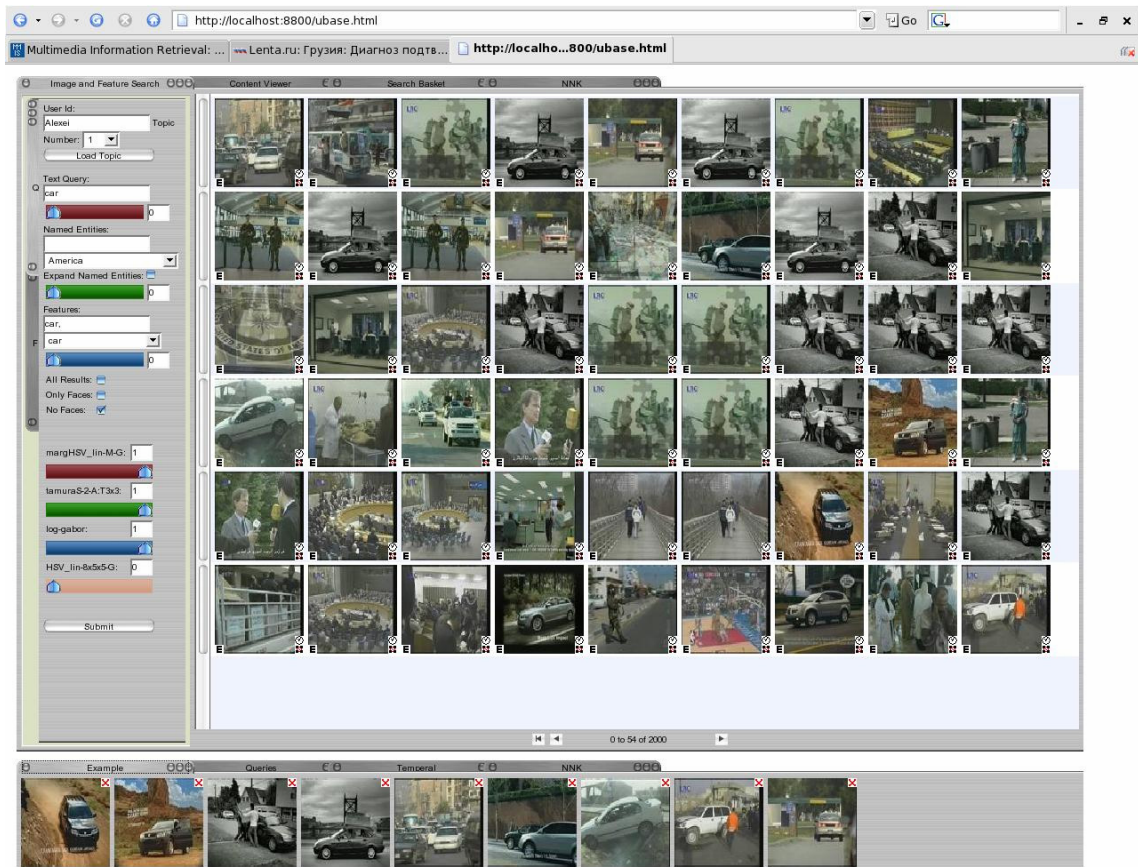 http://localhost:8800/ubase.html
Go
Multimedia Information Retrieval: ...
Lenta.ru: Грузия: Диагноз подтв...
http://localho...800/ubase.html
Image and Feature Search
Content Viewer
Search Basket
NNK
User Id:
Alexei
Topic
Number: 1
Load Topic
Text Query:
car
0
Named Entities:
America
Expand Named Entities:
0
Features:
car,
car
0
All Results:
Only Faces:
No Faces:
margHSV_lin-M-G: 1
tamuraS-2-A:T3x3: 1
log-gabor: 1
HSV_lin-8x5x5-G: 0
Submit
0 to 54 of 2000
Example
Queries
Temperal
NNK